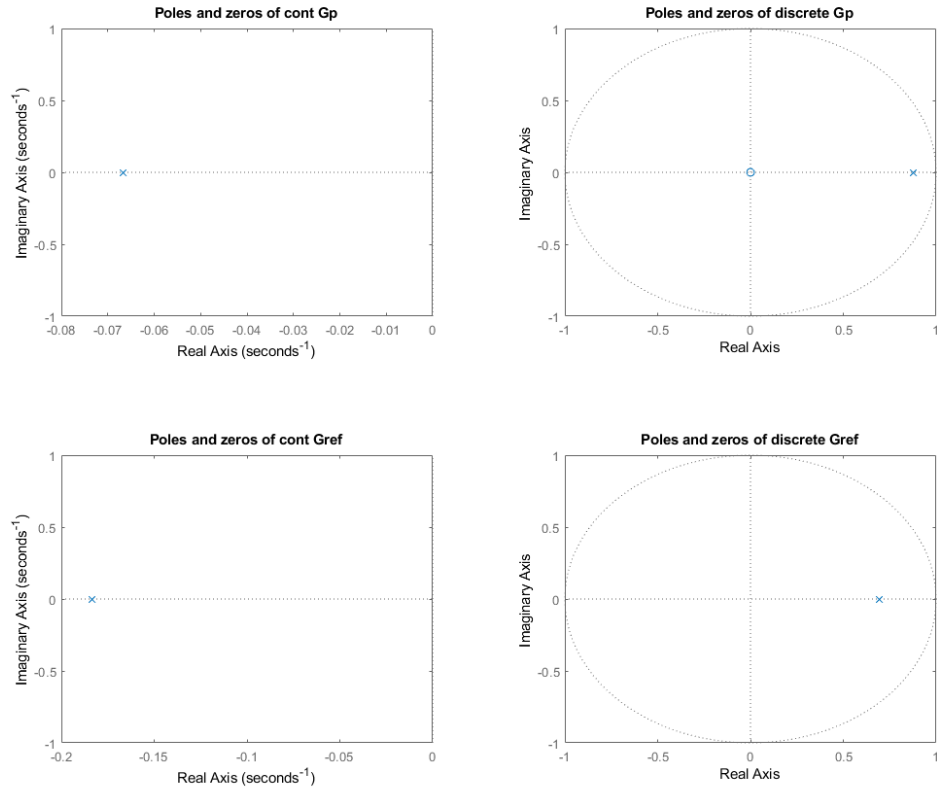 Poles and zeros of cont Gp
1
0.5
0
-0.5
-1
Imaginary Axis (seconds⁻¹)
-0.08 -0.07 -0.06 -0.05 -0.04 -0.03 -0.02 -0.01 0
Real Axis (seconds⁻¹)
Poles and zeros of discrete Gp
1
0.5
0
-0.5
-1
Imaginary Axis
-1 -0.5 0 0.5 1
Real Axis
Poles and zeros of cont Gref
1
0.5
0
-0.5
-1
Imaginary Axis (seconds⁻¹)
-0.2 -0.15 -0.1 -0.05 0
Real Axis (seconds⁻¹)
Poles and zeros of discrete Gref
1
0.5
0
-0.5
-1
Imaginary Axis
-1 -0.5 0 0.5 1
Real Axis